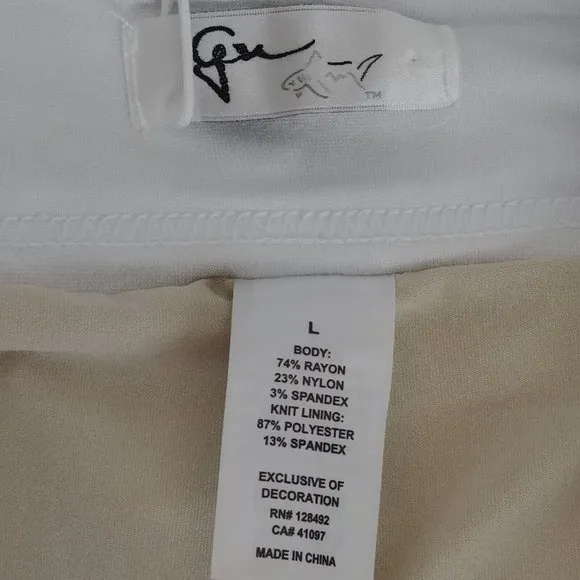 TM
L
BODY:
74% RAYON
23% NYLON
3% SPANDEX
KNIT LINING:
87% POLYESTER
13% SPANDEX
EXCLUSIVE OF
DECORATION
RN# 128492
CA# 41097
MADE IN CHINA